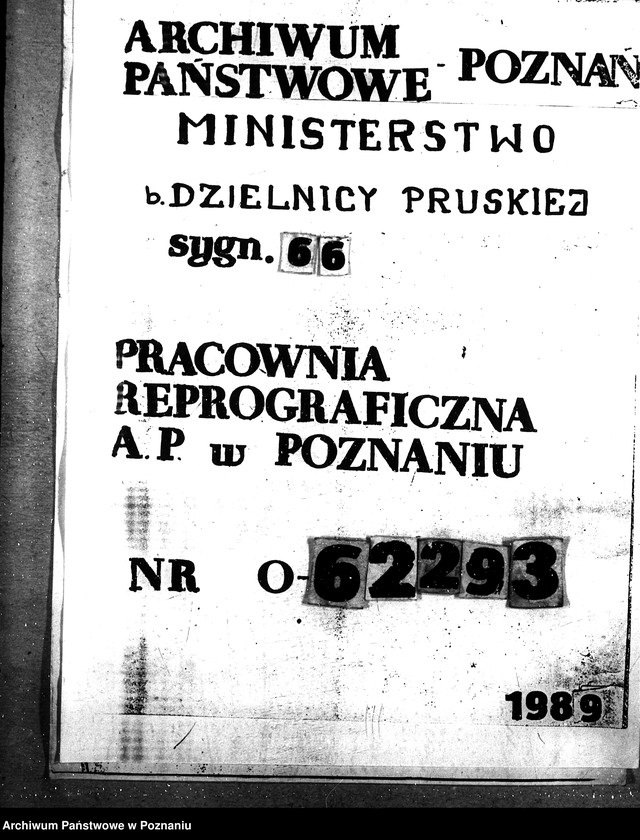 ARCHIWUM
PAŃSTWOWE - POZNAŃ
MINISTERSTWO
b. DZIELNICY PRUSKIEJ
sygn. 66
PRACOWNIA
REPROGRAFICZNA
A. P. w POZNANIU
NR O-62293
1989
Archiwum Państwowe w Poznaniu